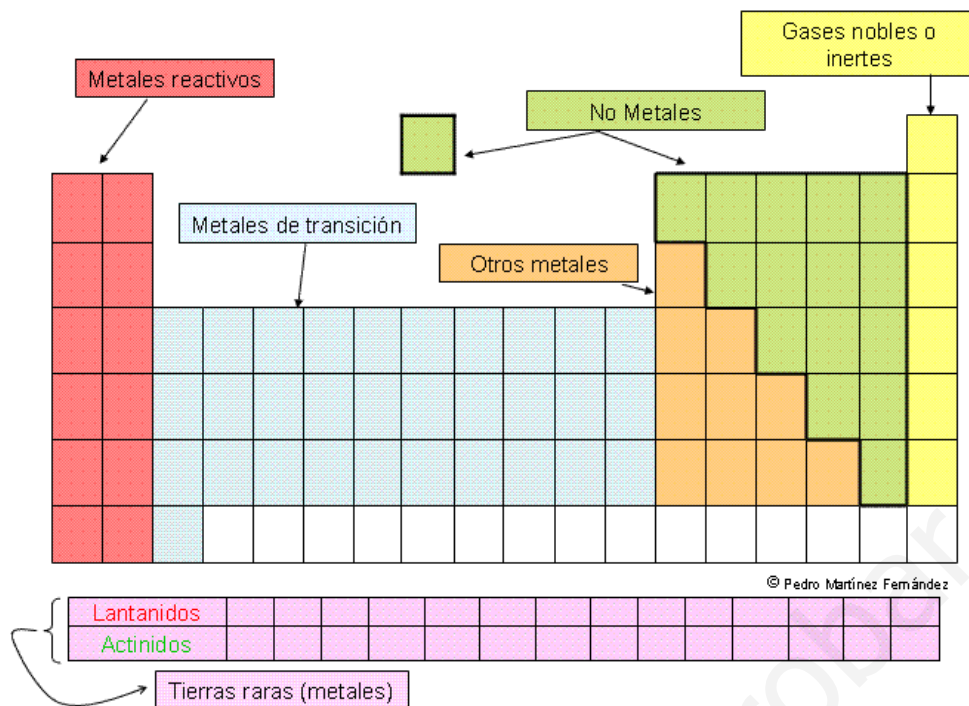 Gases nobles o
inertes
Metales reactivos
No Metales
Metales de transición
Otros metales
© Pedro Martínez Fernández
Lantanidos
Actinidos
Tierras raras (metales)